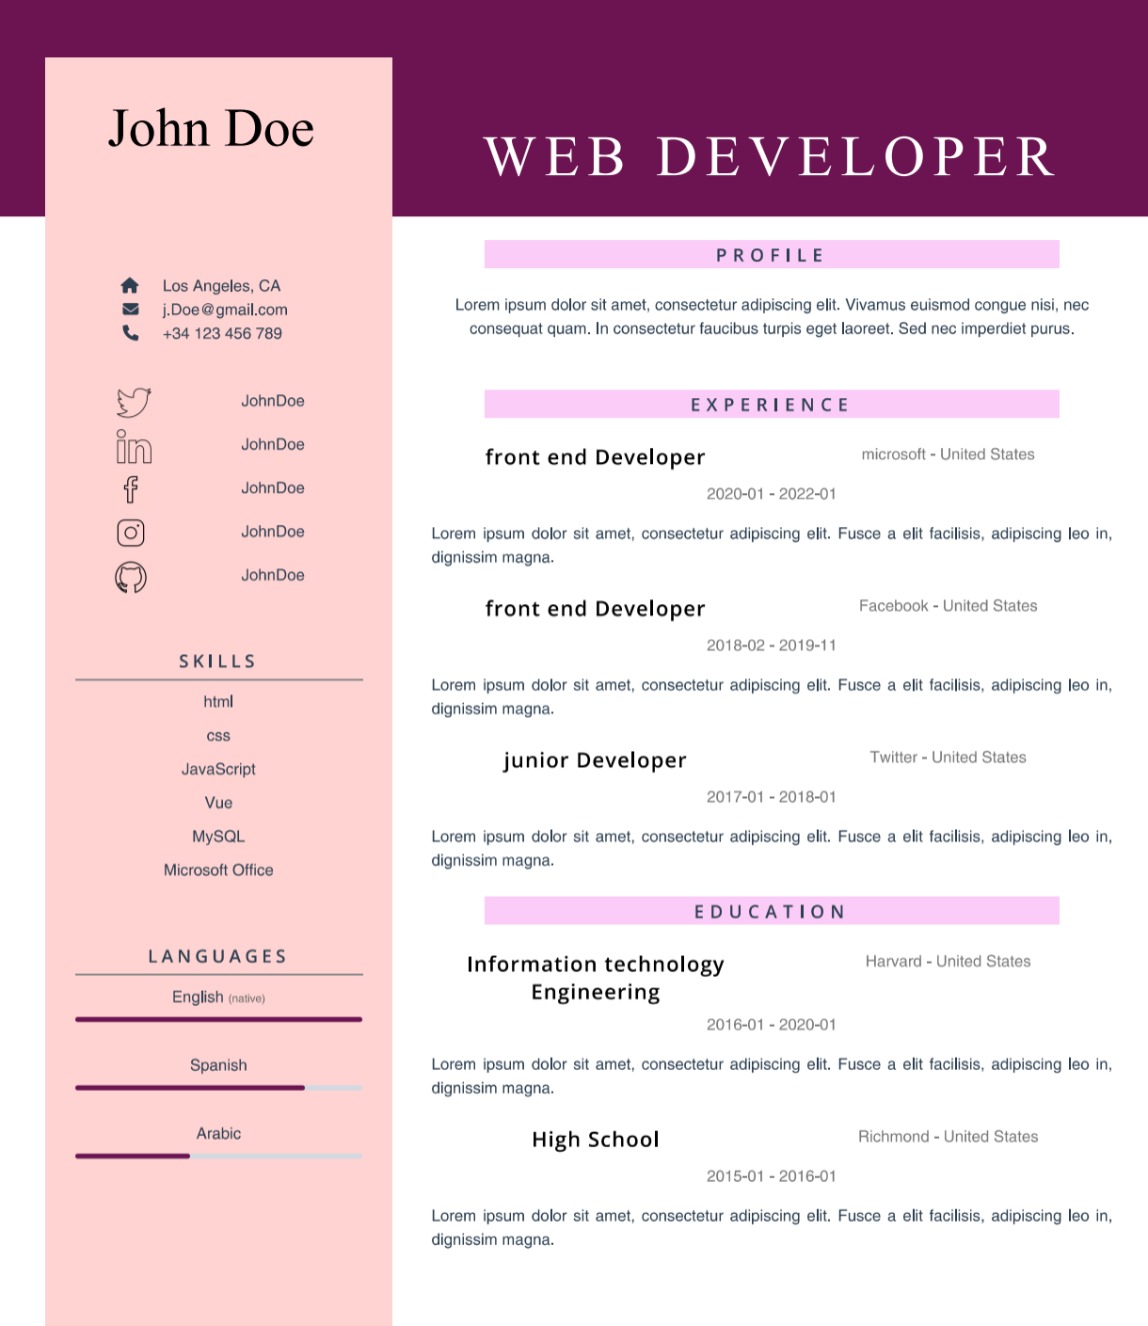 John Doe
WEB DEVELOPER
Los Angeles, CA
j.Doe@gmail.com
+34 123 456 789
JohnDoe
in
JohnDoe
JohnDoe
JohnDoe
JohnDoe
SKILLS
html
css
JavaScript
Vue
MySQL
Microsoft Office
LANGUAGES
English (native)
Spanish
Arabic
PROFILE
Lorem ipsum dolor sit amet, consectetur adipiscing elit. Vivamus euismod congue nisi, nec
consequat quam. In consectetur faucibus turpis eget laoreet. Sed nec imperdiet purus.
EXPERIENCE
front end Developer microsoft - United States
2020-01 - 2022-01
Lorem ipsum dolor sit amet, consectetur adipiscing elit. Fusce a elit facilisis, adipiscing leo in,
dignissim magna.
front end Developer Facebook - United States
2018-02 - 2019-11
Lorem ipsum dolor sit amet, consectetur adipiscing elit. Fusce a elit facilisis, adipiscing leo in,
dignissim magna.
junior Developer Twitter - United States
2017-01 - 2018-01
Lorem ipsum dolor sit amet, consectetur adipiscing elit. Fusce a elit facilisis, adipiscing leo in,
dignissim magna.
EDUCATION
Information technology Harvard - United States
Engineering
2016-01 - 2020-01
Lorem ipsum dolor sit amet, consectetur adipiscing elit. Fusce a elit facilisis, adipiscing leo in,
dignissim magna.
High School Richmond - United States
2015-01 - 2016-01
Lorem ipsum dolor sit amet, consectetur adipiscing elit. Fusce a elit facilisis, adipiscing leo in,
dignissim magna.